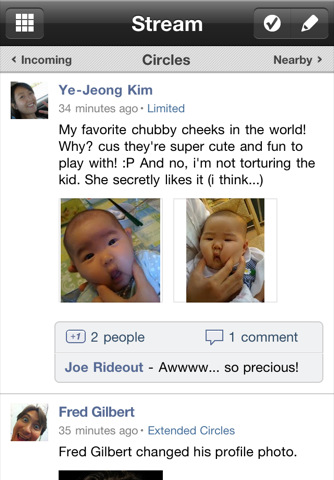 Stream
Incoming Circles Nearby
Ye-Jeong Kim
34 minutes ago · Limited
My favorite chubby cheeks in the world!
Why? cus they're super cute and fun to
play with! :P And no, i'm not torturing the
kid. She secretly likes it (i think...)
+1 2 people 1 comment
Joe Rideout - Awwww... so precious!
Fred Gilbert
35 minutes ago · Extended Circles
Fred Gilbert changed his profile photo.